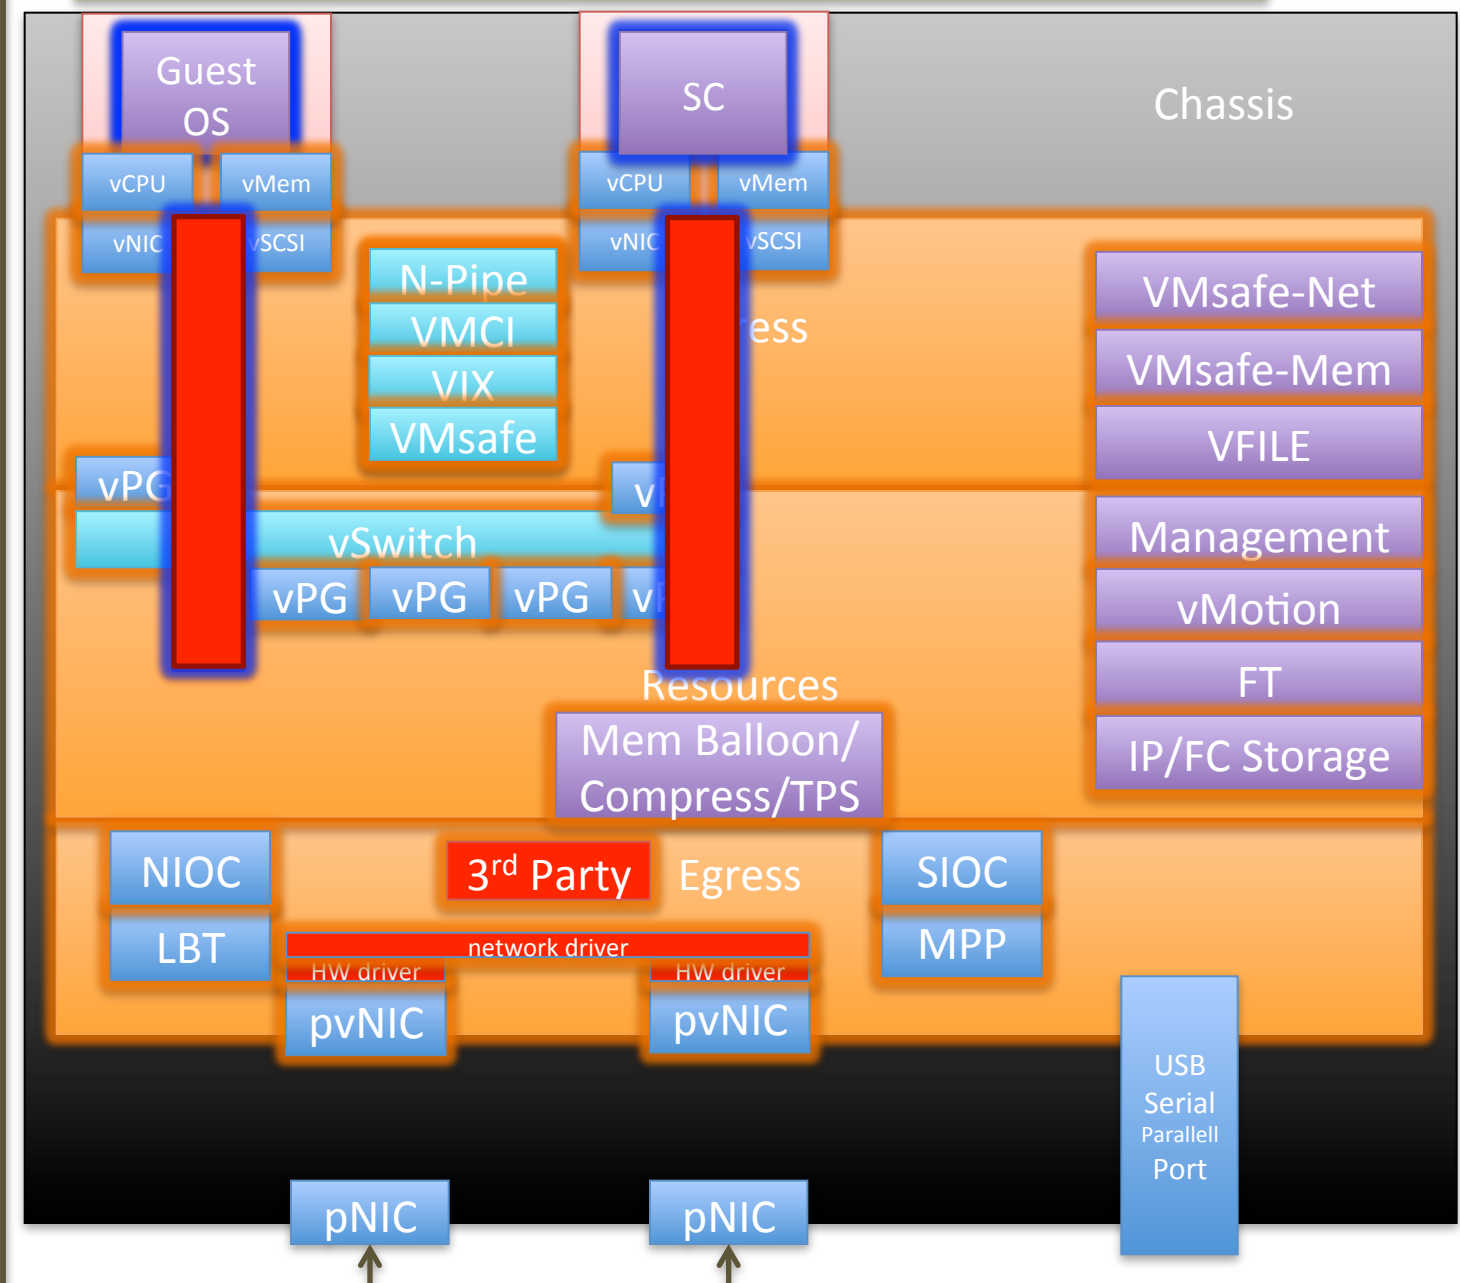 Guest
OS
SC
Chassis
vCPU
vMem
vNIC
vSCSI
vCPU
vMem
vNIC
vSCSI
N-Pipe
VMCI
VIX
VMsafe
VMsafe-Net
VMsafe-Mem
VFILE
vPG
vSwitch
vPG
vPG
vPG
Management
vMotion
FT
IP/FC Storage
Resources
Mem Balloon/
Compress/TPS
NIOC
LBT
3rd Party
Egress
SIOC
MPP
network driver
HW driver
HW driver
pvNIC
pvNIC
USB
Serial
Parallell
Port
pNIC
pNIC